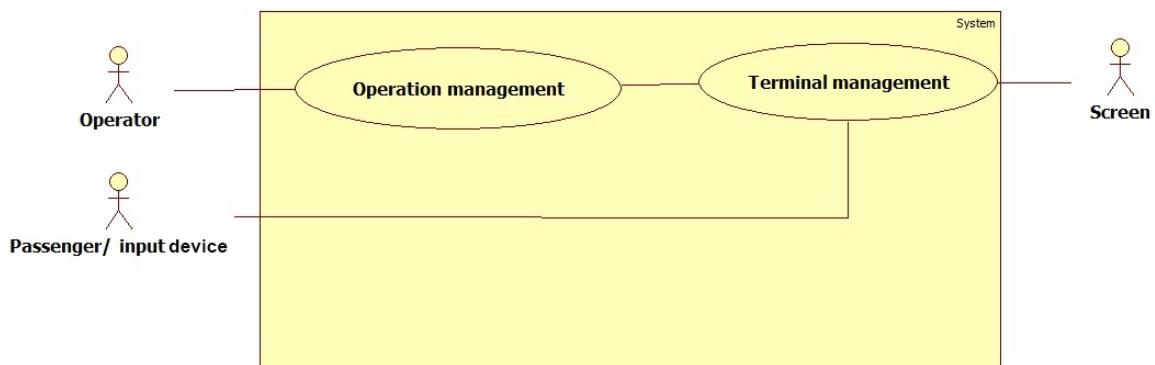 System
Operation management
Terminal management
Operator
Screen
Passenger/ input device